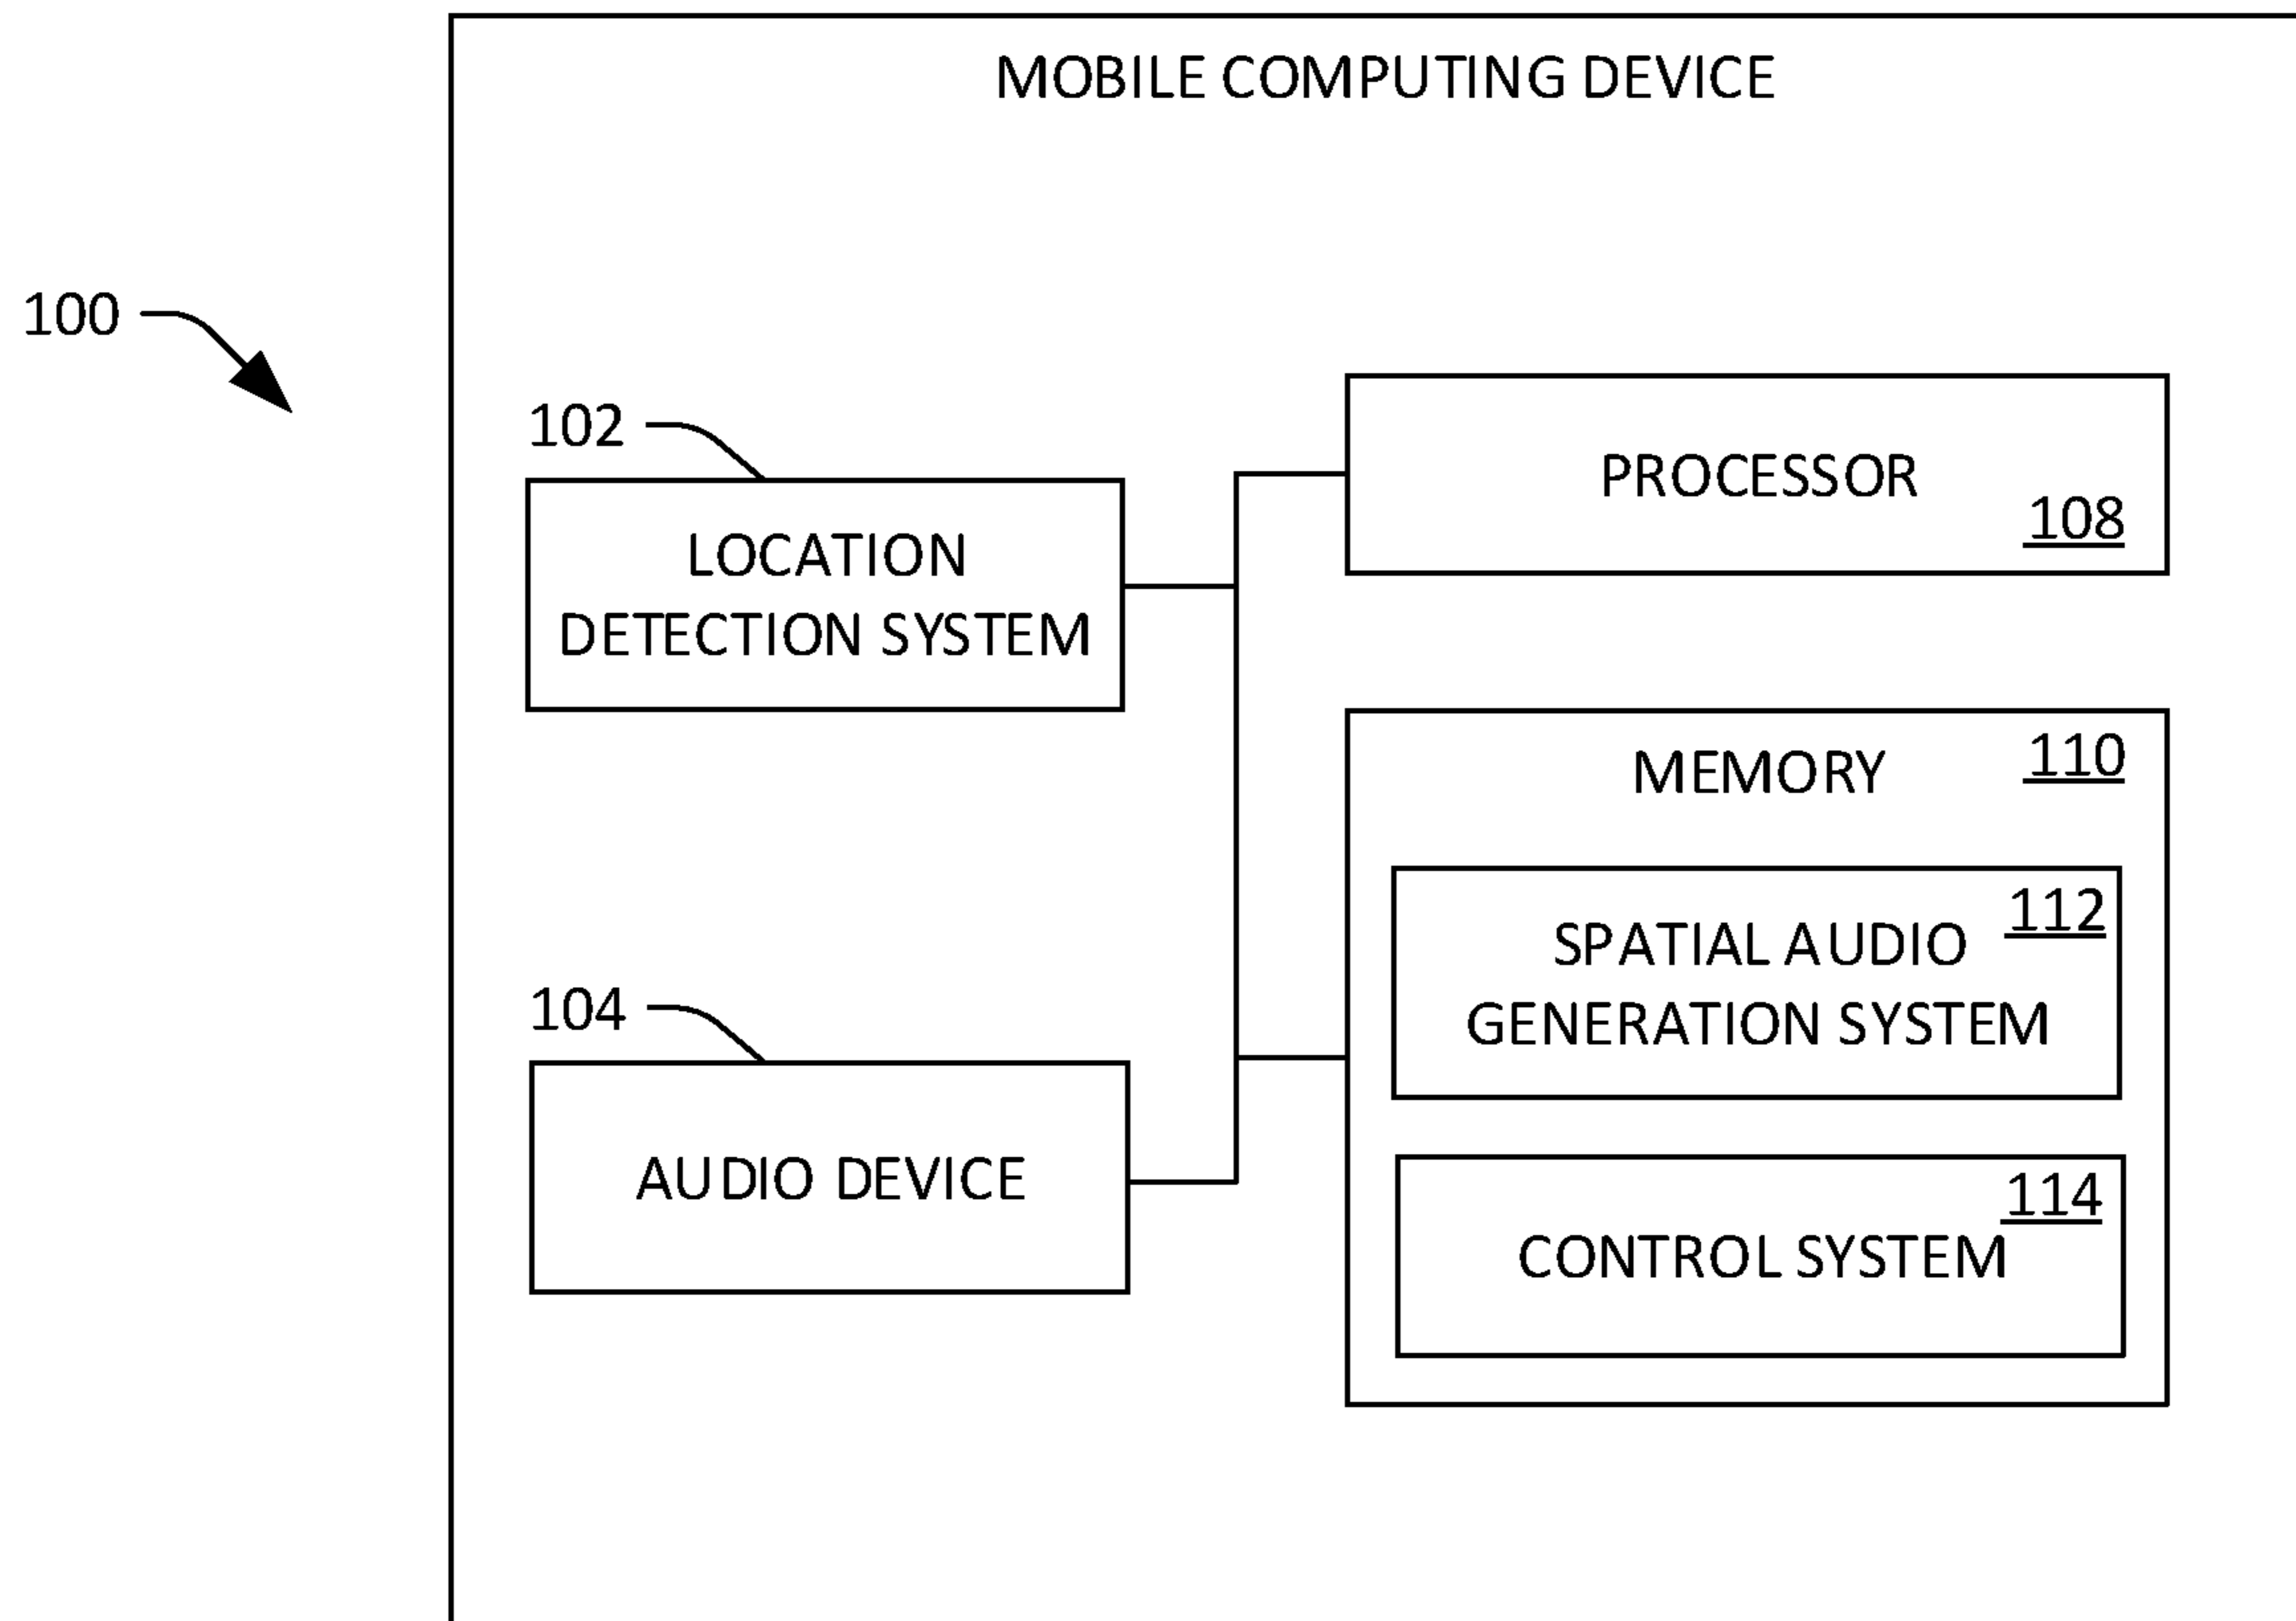 MOBILE COMPUTING DEVICE
100
102
LOCATION
DETECTION SYSTEM
PROCESSOR
108
MEMORY
110
SPATIAL AUDIO
GENERATION SYSTEM
112
104
AUDIO DEVICE
CONTROL SYSTEM
114